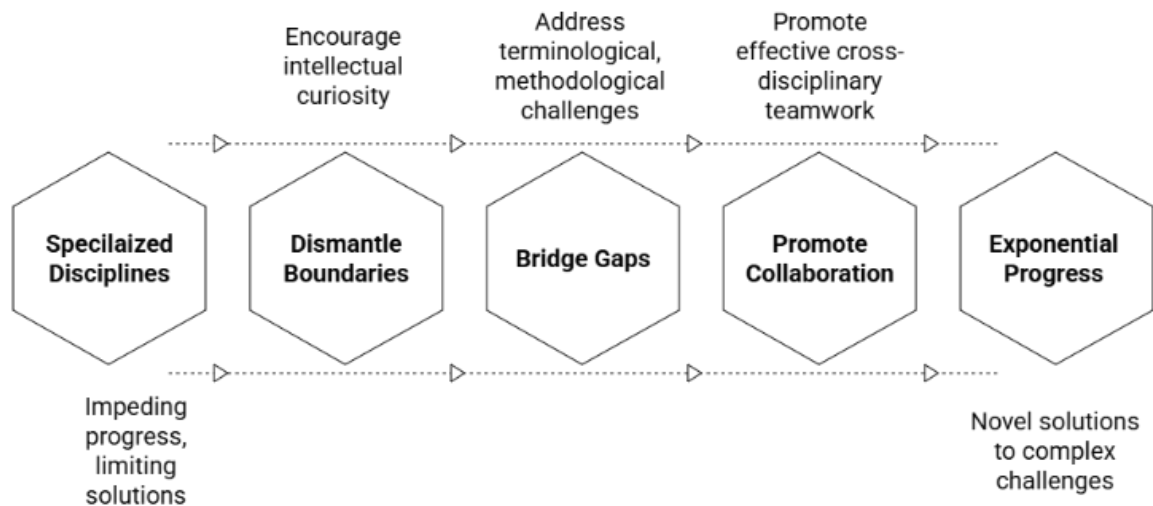 Encourage
intellectual
curiosity
Address
terminological,
methodological
challenges
Promote
effective cross-
disciplinary
teamwork
Specilaized
Disciplines
Dismantle
Boundaries
Bridge Gaps
Promote
Collaboration
Exponential
Progress
Impeding
progress,
limiting
solutions
Novel solutions
to complex
challenges